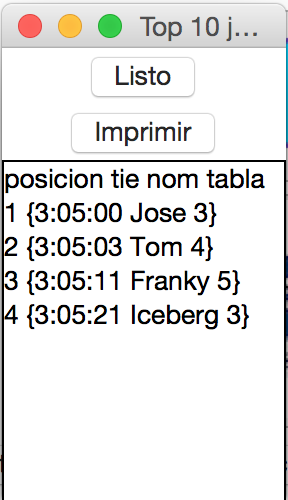 Top 10 j...
Listo
Imprimir
posicion tie nom tabla
1 {3:05:00 Jose 3}
2 {3:05:03 Tom 4}
3 {3:05:11 Franky 5}
4 {3:05:21 Iceberg 3}